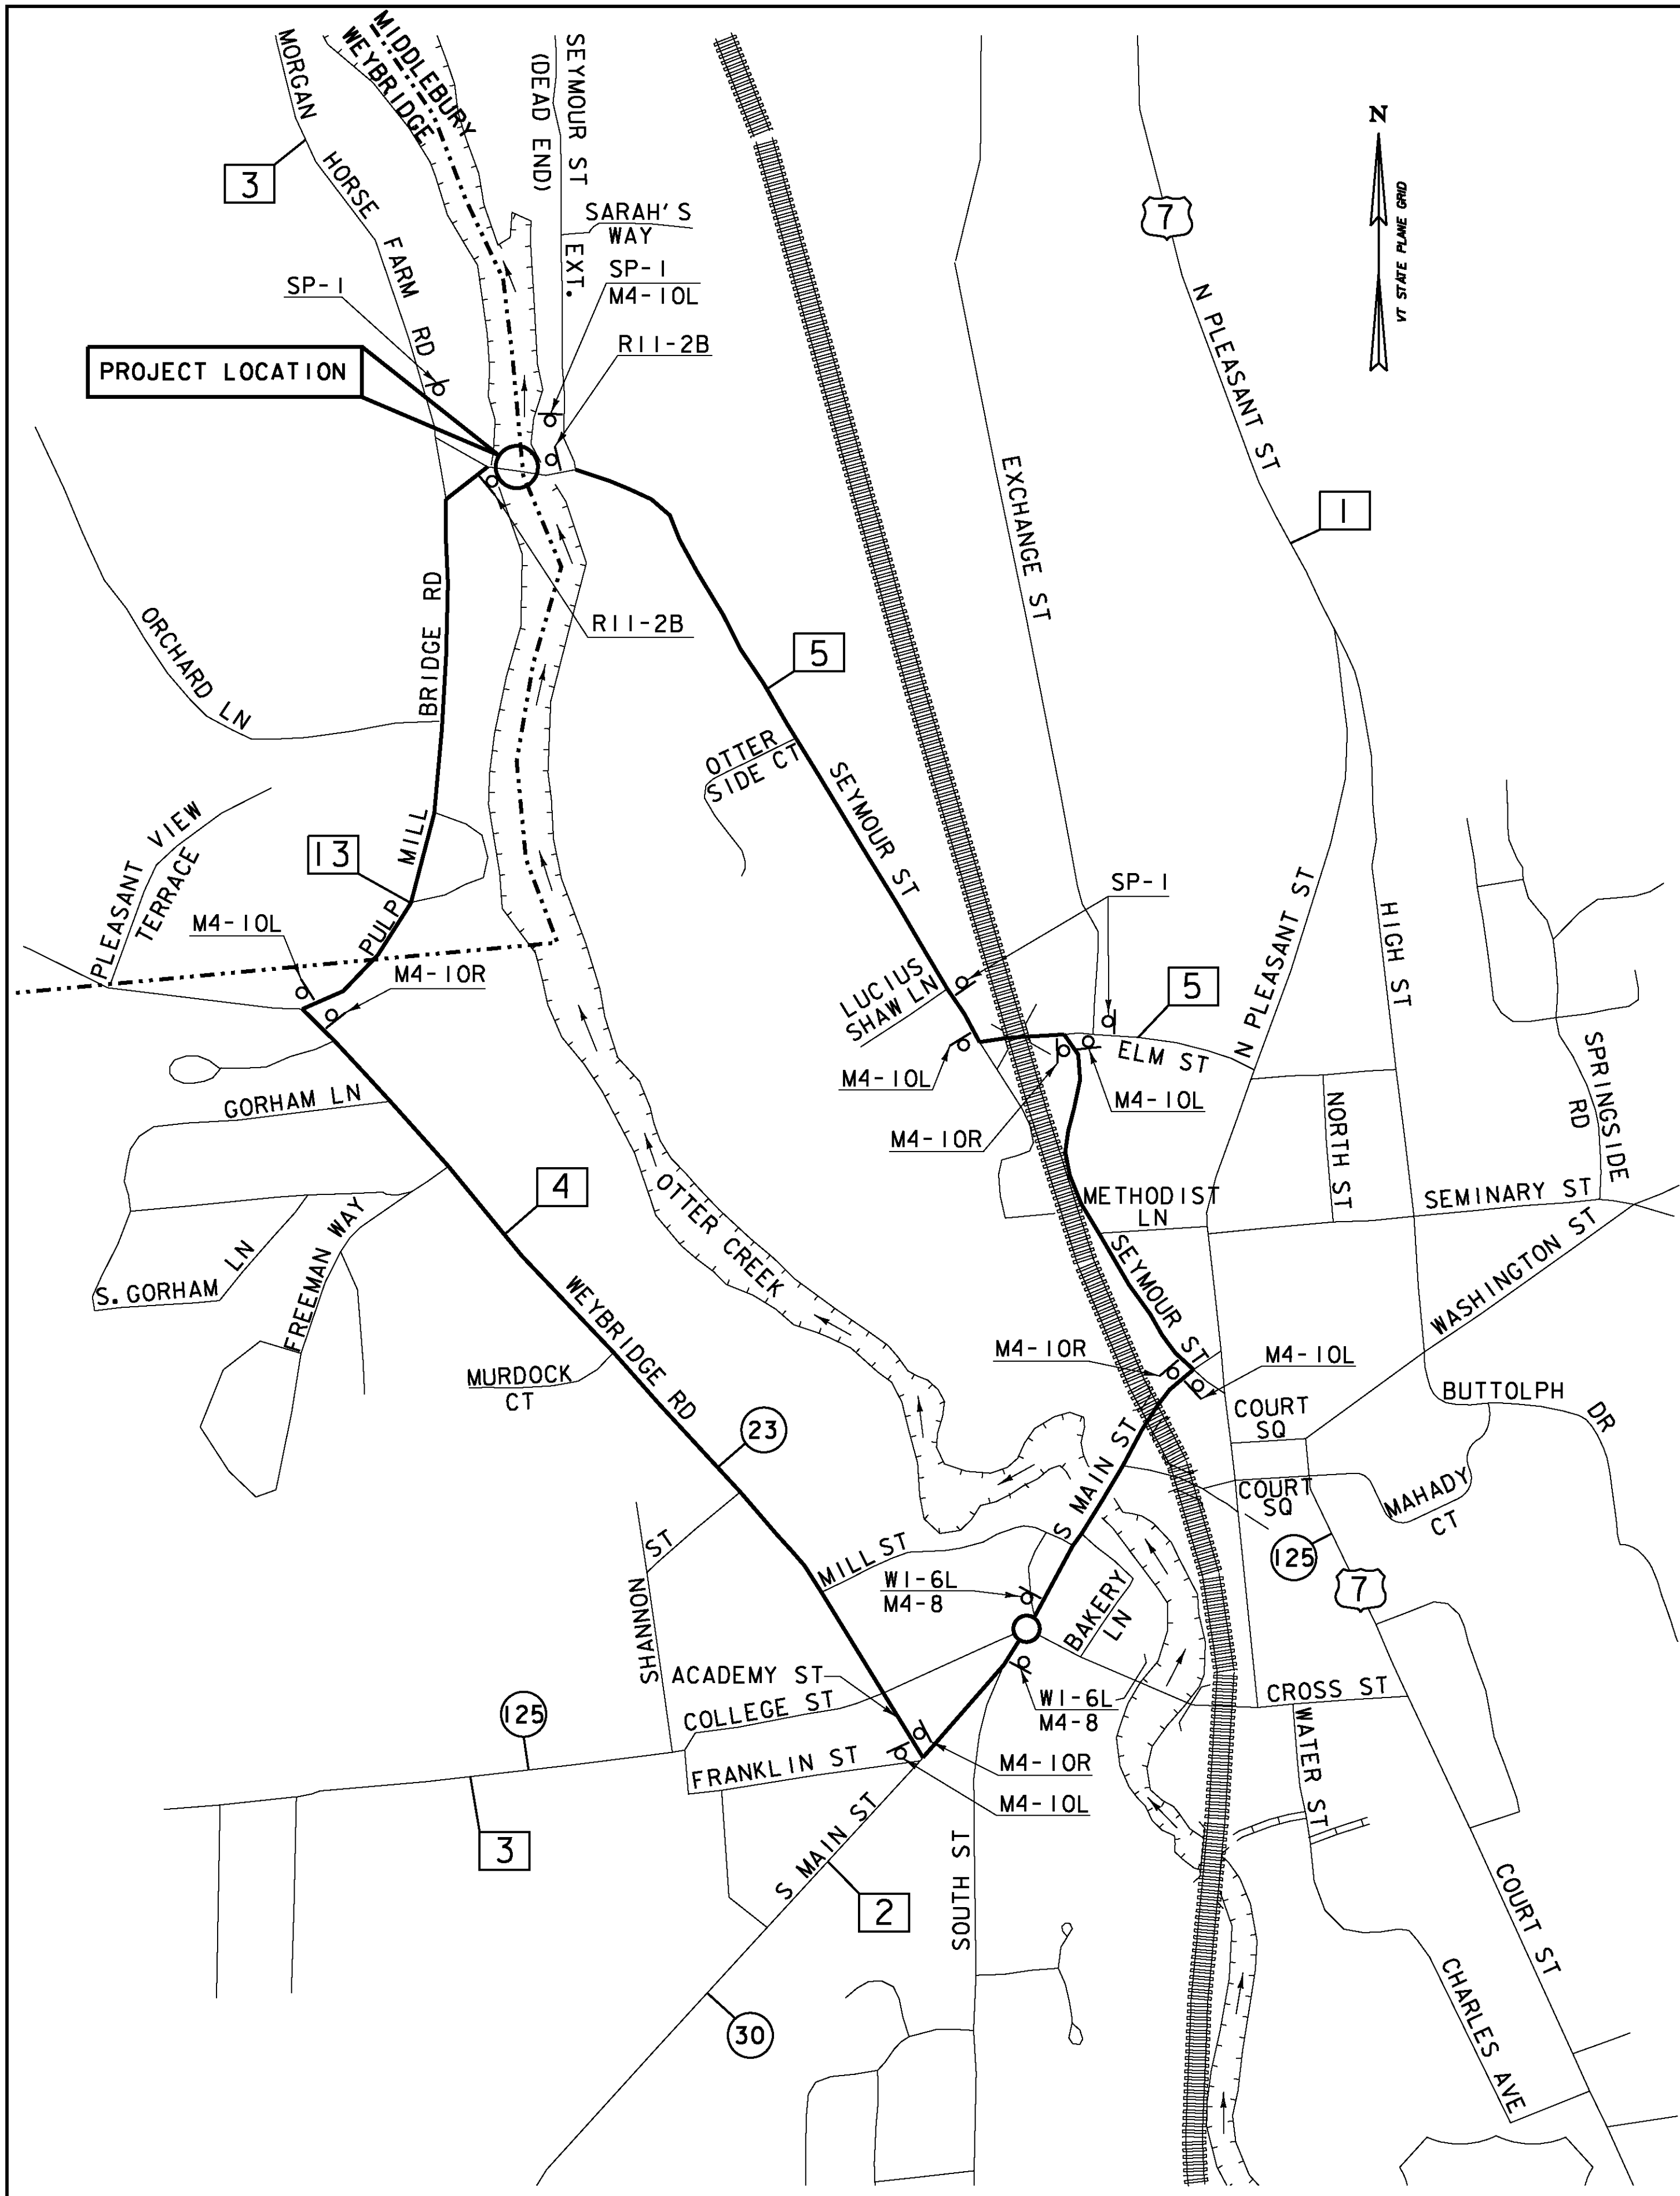 MORGAN
HORSE
FARM
RD
MIDDLEBURY
WEYBRIDGE
SEYMOUR ST
(DEAD END)
EXT.
N
VT STATE PLANE GRID
3
7
SARAH'S
WAY
SP-1
SP-1
M4-10L
R11-2B
PROJECT LOCATION
N PLEASANT ST
EXCHANGE ST
1
R11-2B
BRIDGE RD
ORCHARD LN
5
OTTER
SIDE CT
SEYMOUR ST
PLEASANT VIEW
TERRACE
13
MILL
PULP
M4-10L
M4-10R
SP-1
N PLEASANT ST
HIGH ST
LUCIUS
SHAW LN
5
ELM ST
M4-10L
M4-10L
M4-10R
SPRINGSIDE
RD
GORHAM LN
NORTH ST
4
OTTER CREEK
METHODIST
LN
SEMINARY ST
S. GORHAM
LN
FREEMAN WAY
SEYMOUR ST
WASHINGTON ST
WEYBRIDGE RD
MURDOCK
CT
M4-10R
M4-10L
BUTTOLPH
DR
COURT
SQ
23
S MAIN ST
COURT
SQ
MAHADY
CT
SHANNON
ST
MILL ST
W1-6L
M4-8
BAKERY
LN
125
7
ACADEMY ST
COLLEGE ST
W1-6L
M4-8
CROSS ST
125
FRANKLIN ST
M4-10R
M4-10L
WATER ST
3
S MAIN ST
2
SOUTH ST
COURT ST
30
CHARLES AVE